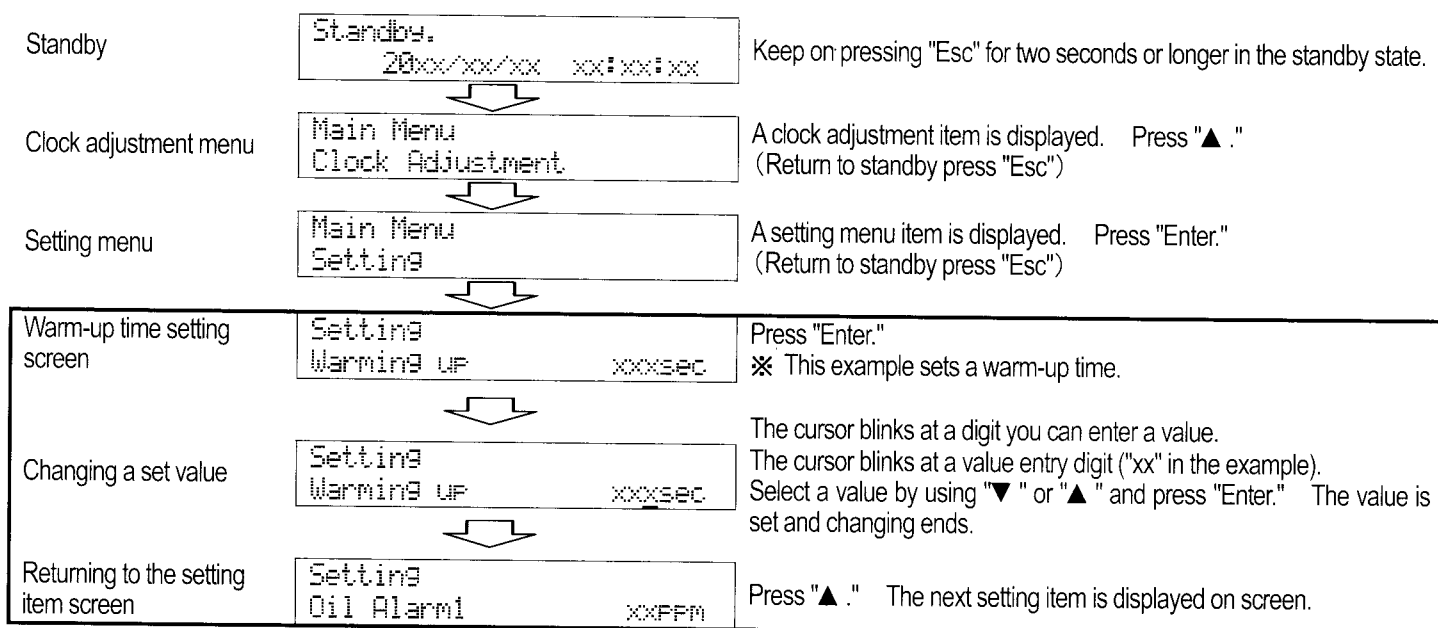 Standby
Standby.
20xx/xx/xx xx:xx:xx
Keep on pressing "Esc" for two seconds or longer in the standby state.
Clock adjustment menu
Main Menu
Clock Adjustment
A clock adjustment item is displayed. Press "▲ ."
(Return to standby press "Esc")
Setting menu
Main Menu
Setting
A setting menu item is displayed. Press "Enter."
(Return to standby press "Esc")
Warm-up time setting
screen
Setting
Warming up xxxsec
Press "Enter."
※ This example sets a warm-up time.
Changing a set value
Setting
Warming up xxxsec
The cursor blinks at a digit you can enter a value.
The cursor blinks at a value entry digit ("xx" in the example).
Select a value by using "▼ " or "▲ " and press "Enter." The value is
set and changing ends.
Returning to the setting
item screen
Setting
Oil Alarm1 xxPPM
Press "▲ ." The next setting item is displayed on screen.